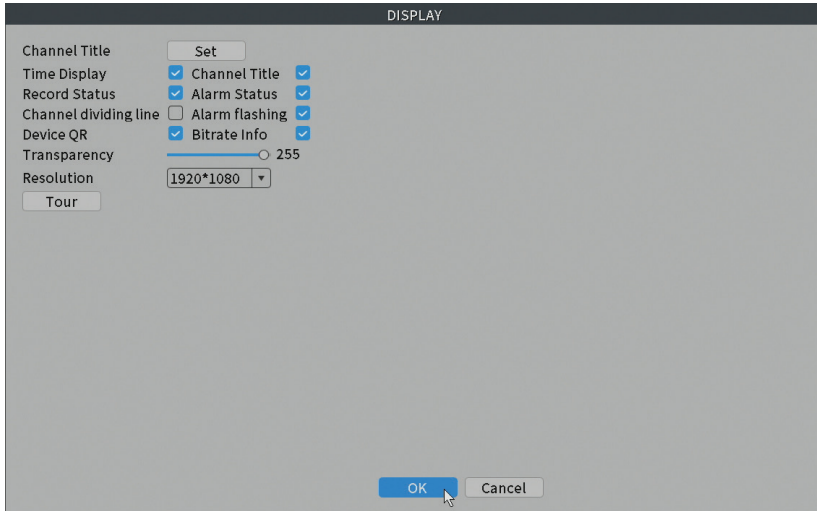 DISPLAY
Channel Title Set
Time Display Channel Title
Record Status Alarm Status
Channel dividing line Alarm flashing
Device QR Bitrate Info
Transparency 255
Resolution 1920*1080
Tour
OK Cancel